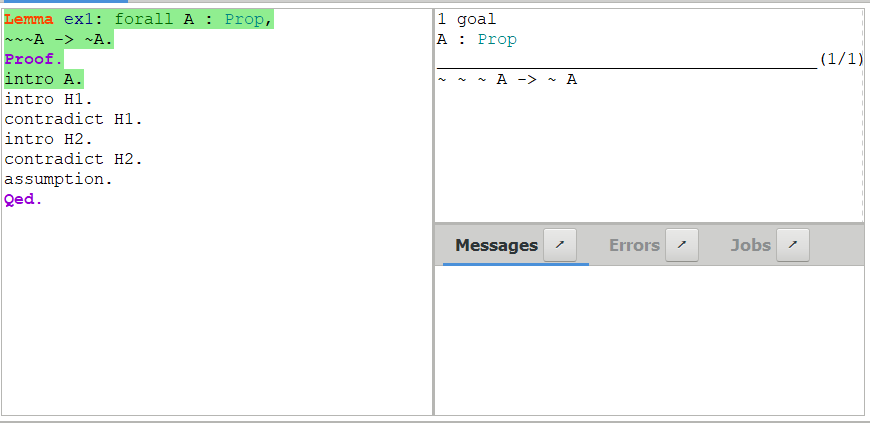 Lemma ex1: forall A : Prop,
~~~A -> ~A.
Proof.
intro A.
intro H1.
contradict H1.
intro H2.
contradict H2.
assumption.
Qed.
1 goal
A : Prop
(1/1)
~ ~ ~ A -> ~ A
Messages
Errors
Jobs